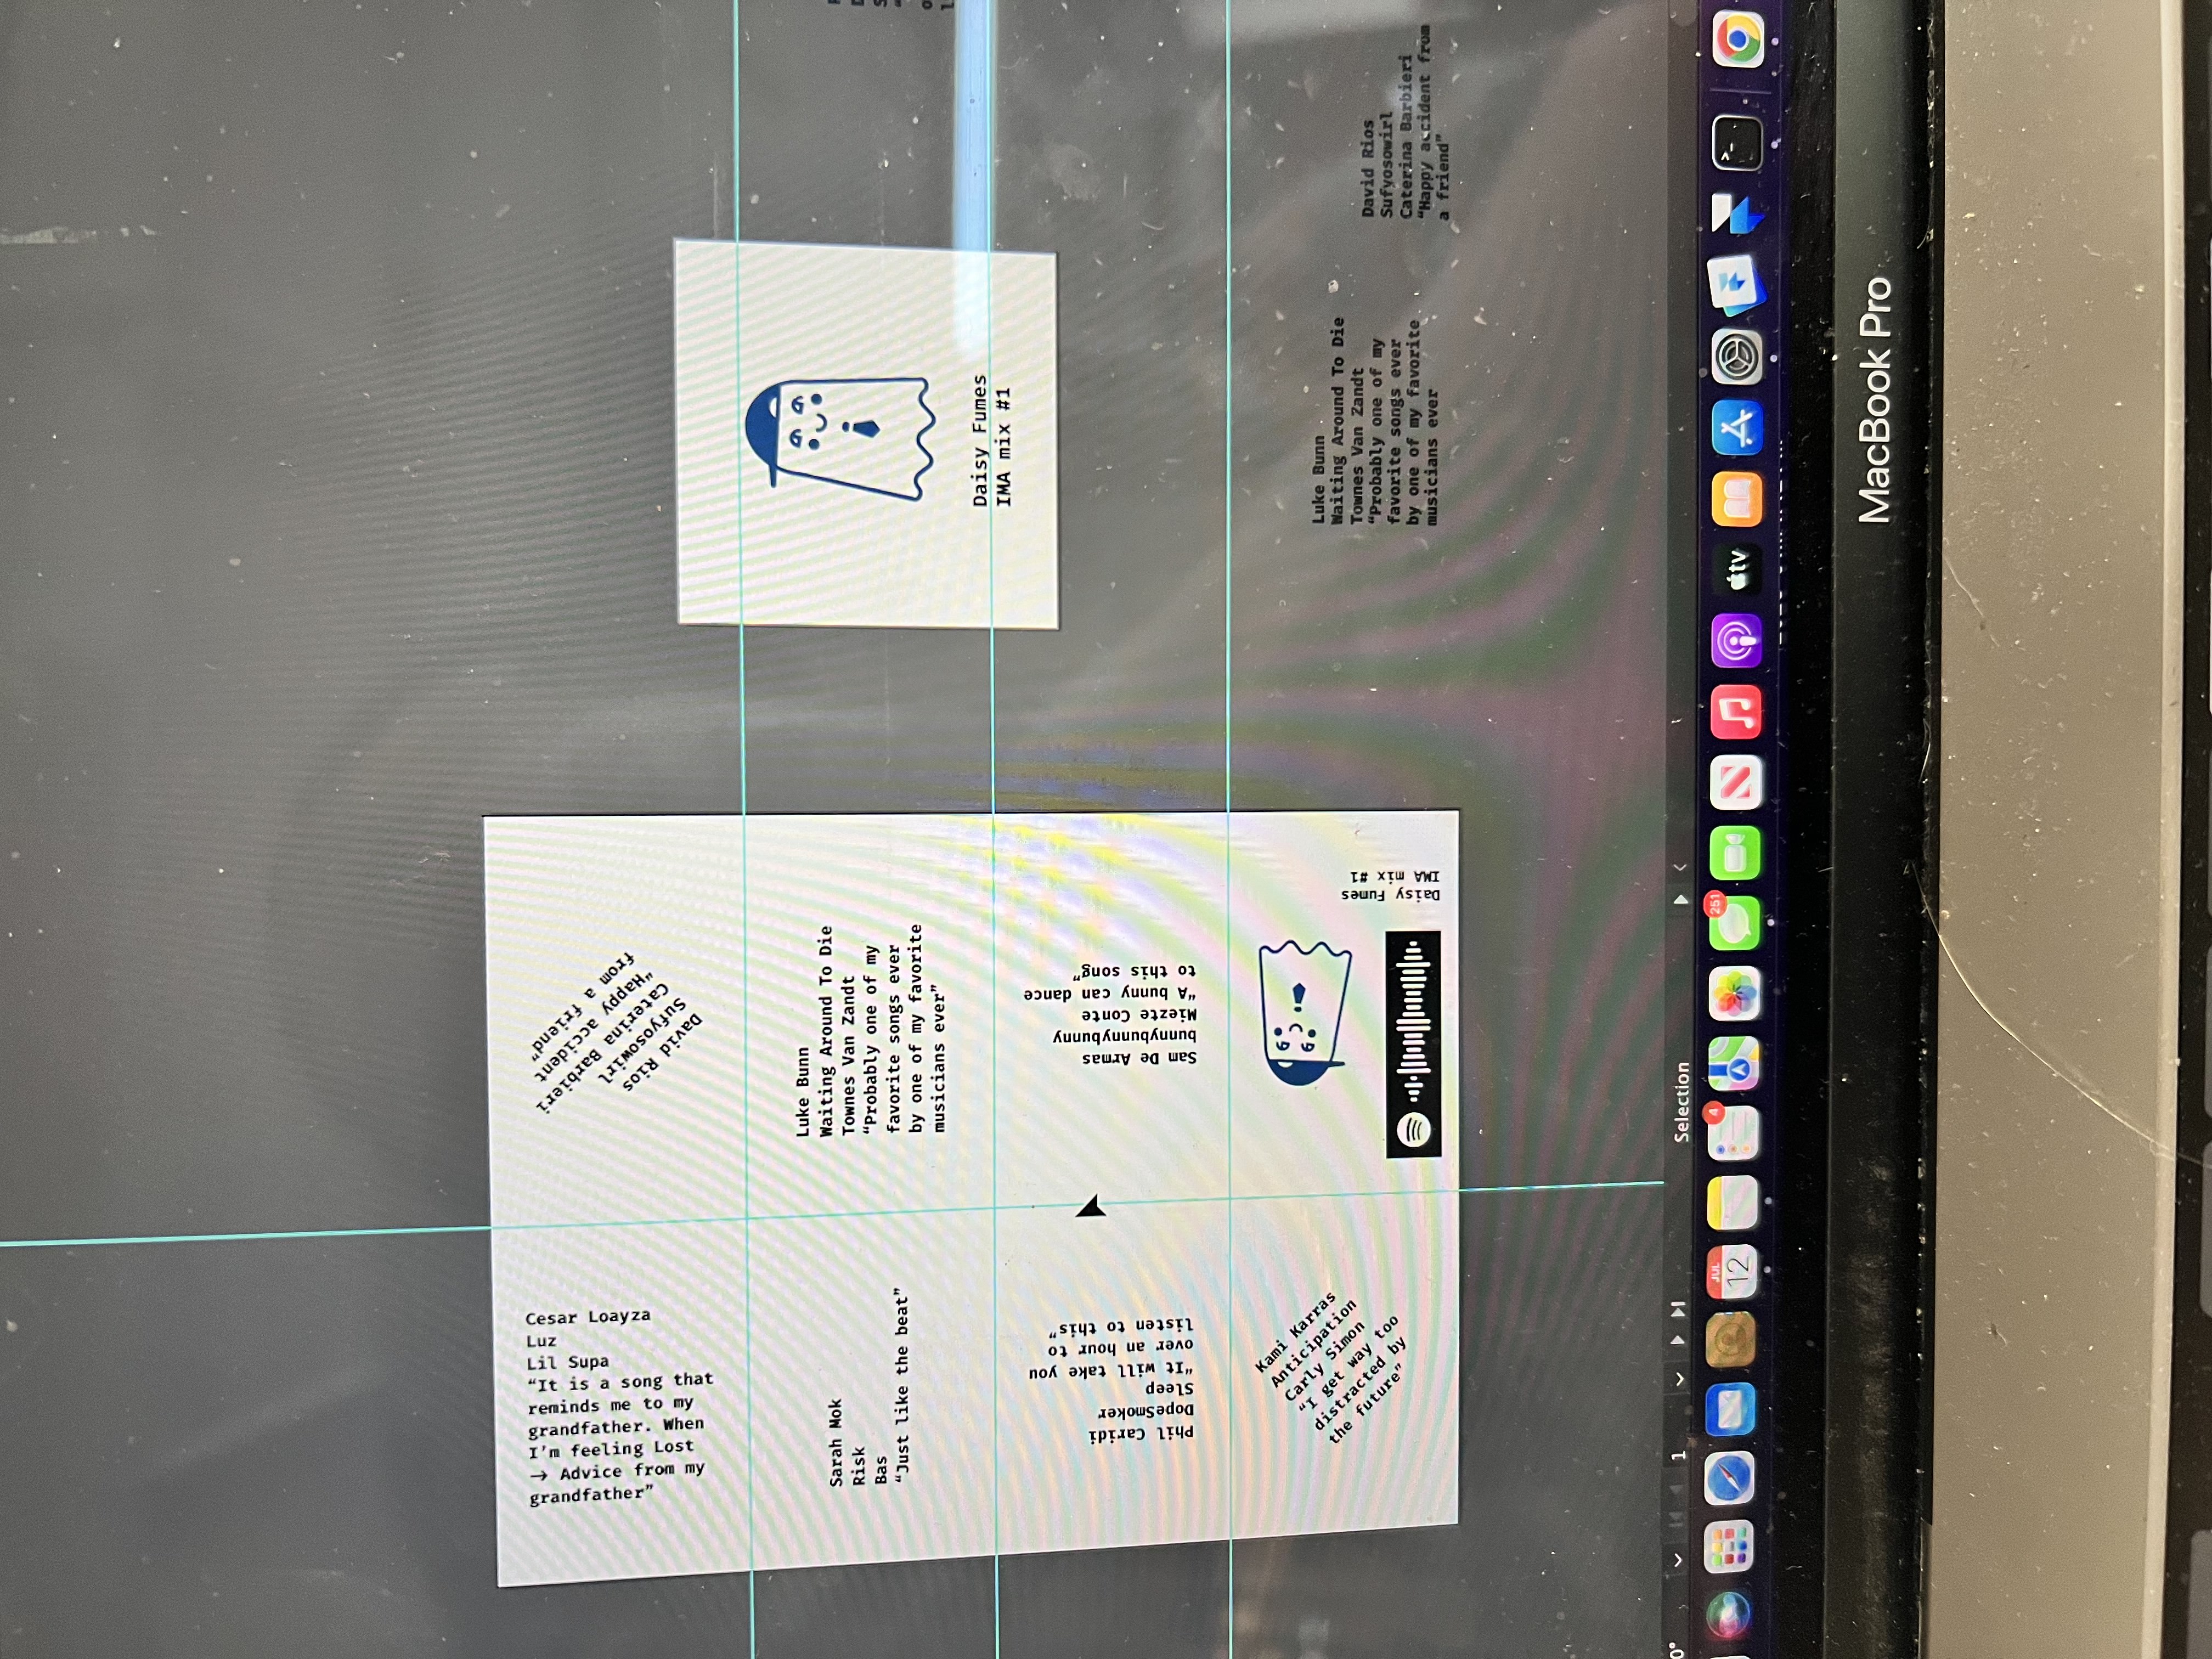 Cesar Loayza
Luz
Lil Supa
“It is a song that
reminds me to my
grandfather. When
I'm feeling Lost
→ Advice from my
grandfather”
David Rios
Sufyosowirl
Caterina Barbieri
“Happy accident
from a friend”
Sarah Mok
Risk
Bas
“Just like the beat”
Luke Bunn
Waiting Around To Die
Townes Van Zandt
“Probably one of my
favorite songs ever
by one of my favorite
musicians ever”
Phil Caridi
DopeSmoker
Sleep
“It will take you
over an hour to
listen to this”
Sam De Armas
bunnybunnybunny
Miezte Conte
“A bunny can dance
to this song”
Kami Karras
Anticipation
Carly Simon
“I get way too
distracted by
the future”
Daisy Fumes
IMA mix #1
Daisy Fumes
IMA mix #1
Luke Bunn
Waiting Around To Die
Townes Van Zandt
“Probably one of my
favorite songs ever
by one of my favorite
musicians ever
David Rios
Sufyosowirl
Caterina Barbieri
“Happy accident from
a friend”
0°
1
Selection
JUL
12
4
251
tv
MacBook Pro